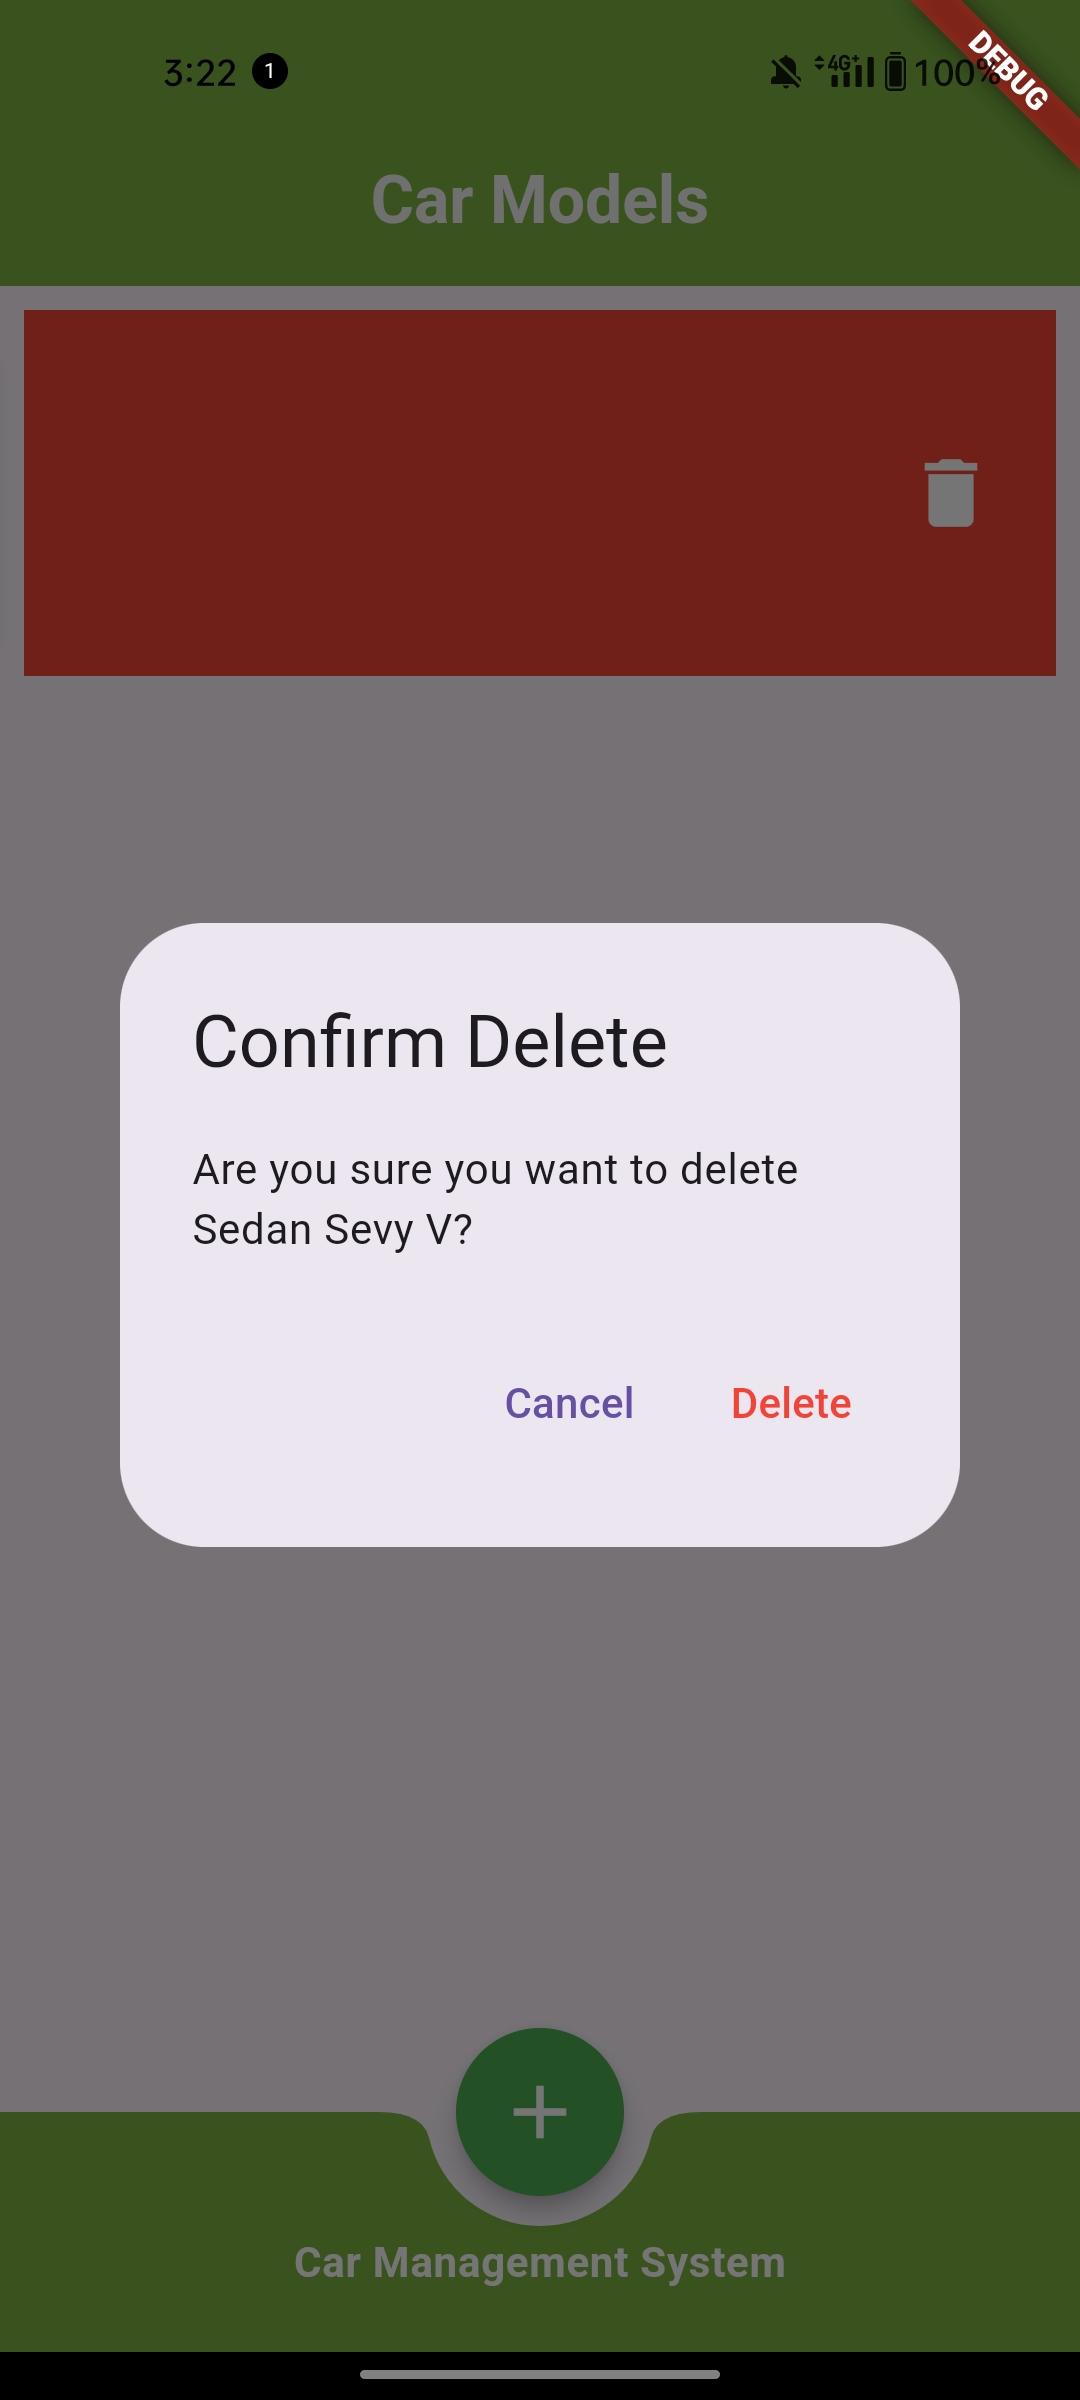 3:22 1 4G+ 100%
DEBUG
Car Models
Confirm Delete
Are you sure you want to delete
Sedan Sevy V?
Cancel Delete
Car Management System